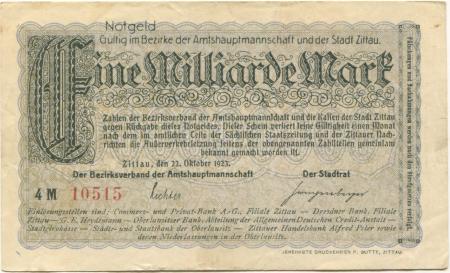 Notgeld
Gültig im Bezirke der Amtshauptmannschaft und der Stadt Zittau.
Eine Milliarde Mark
Zahlen der Bezirksverband der Amtshauptmannschaft und die Kassen der Stadt Zittau
gegen Rückgabe dieses Notgeldes. Dieser Schein verliert seine Gültigkeit einen Monat
nach dem im amtlichen Teile der Sächsischen Staatszeitung und der Zittauer Nach-
richten die Außerverkehrsetzung seitens der obengenannten Zahlstellen gemeinsam
bekannt gemacht worden ist.
Zittau, den 22. Oktober 1923.
Der Bezirksverband der Amtshauptmannschaft
Der Stadtrat
4 M 10515
Einlösungsstellen sind: Commerz- und Privat-Bank A.-G., Filiale Zittau — Dresdner Bank, Filiale
Zittau — G. E. Heydemann — Oberlausitzer Bank, Abteilung der Allgemeinen Deutschen Credit-Anstalt —
Stadtgirokasse — Städte- und Staatsbank der Oberlausitz — Zittauer Handelsbank Alfred Peier sowie
deren Niederlassungen in der Oberlausitz.
VEREINIGTE DRUCKEREIEN P. BUTTE, ZITTAU.